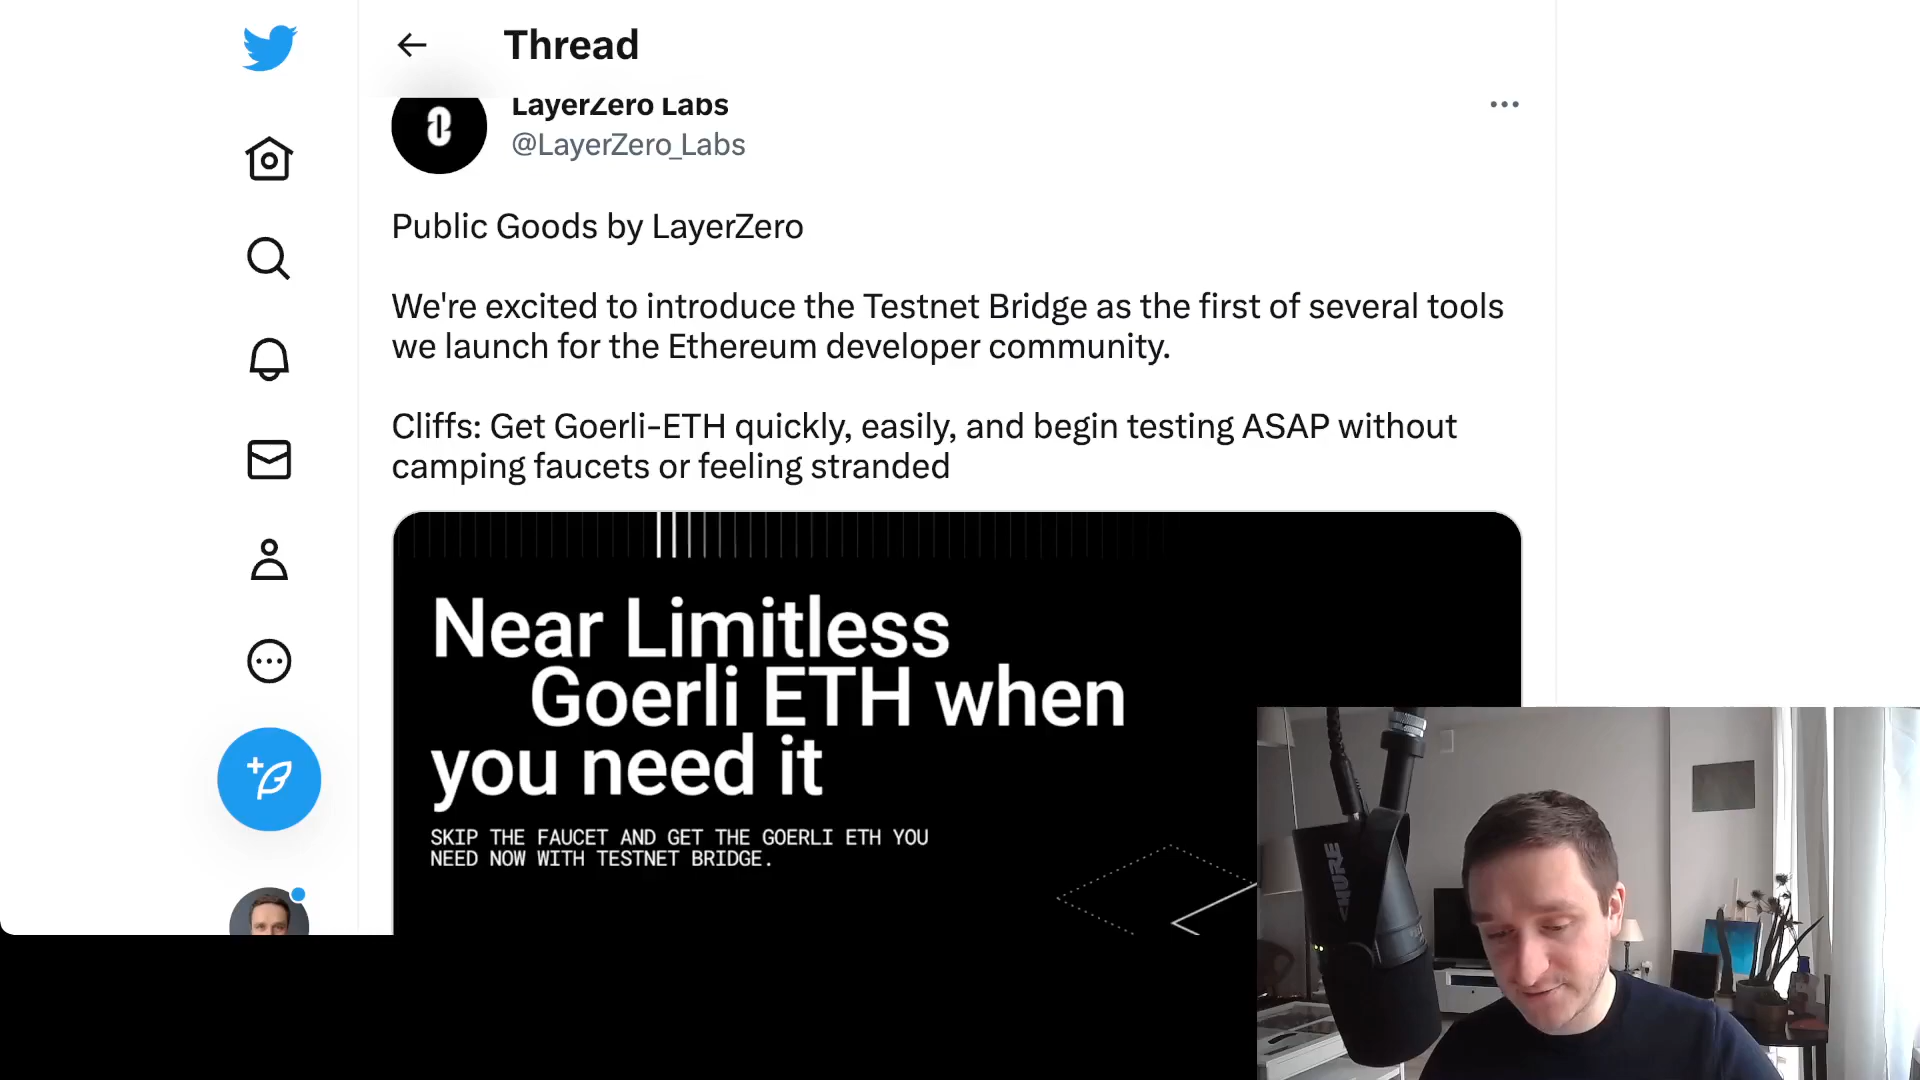 Thread
LayerZero Labs
@LayerZero_Labs
Public Goods by LayerZero
We're excited to introduce the Testnet Bridge as the first of several tools
we launch for the Ethereum developer community.
Cliffs: Get Goerli-ETH quickly, easily, and begin testing ASAP without
camping faucets or feeling stranded
Near Limitless
Goerli ETH when
you need it
SKIP THE FAUCET AND GET THE GOERLI ETH YOU
NEED NOW WITH TESTNET BRIDGE.
SHURE